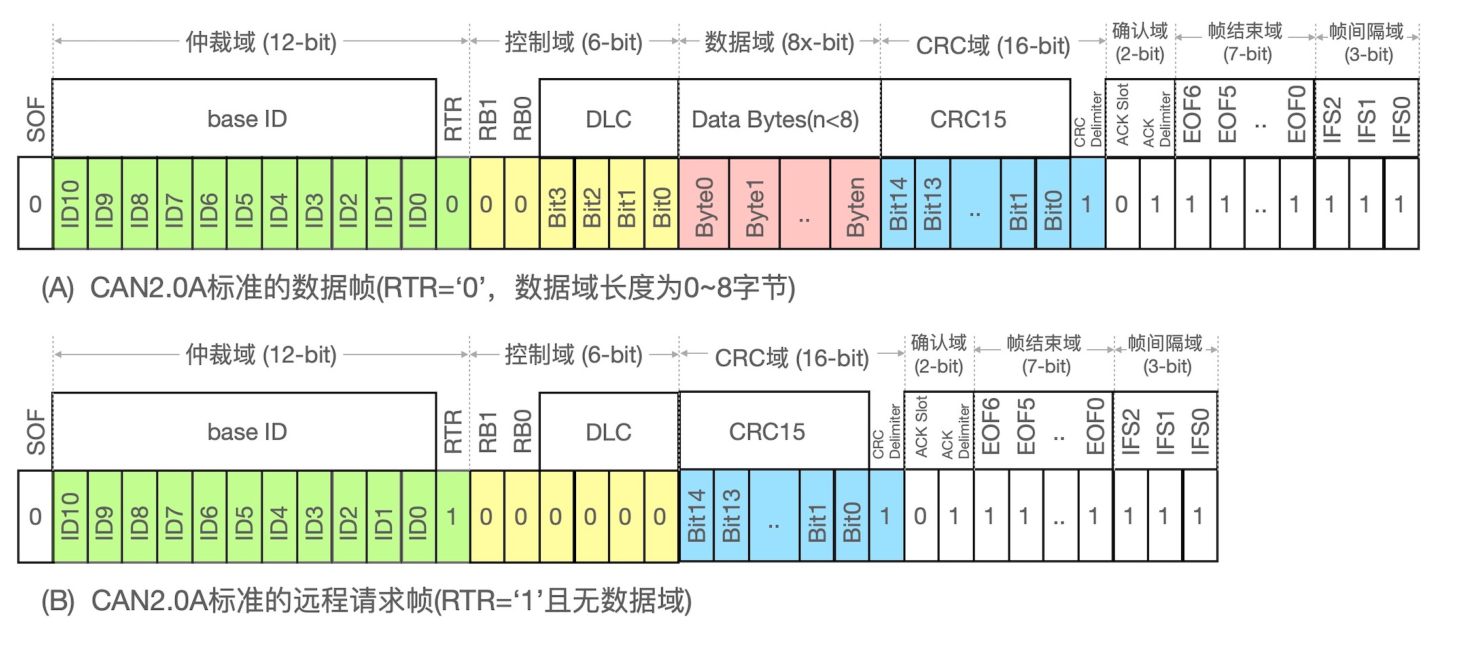 仲裁域 (12-bit) 控制域 (6-bit) 数据域 (8x-bit) CRC域 (16-bit) 确认域 (2-bit) 帧结束域 (7-bit) 帧间隔域 (3-bit)
SOF base ID RTR RB1 RB0 DLC Data Bytes(n<8) CRC15 CRC Delimiter ACK Slot ACK Delimiter EOF6 EOF5 .. EOF0 IFS2 IFS1 IFS0
0 ID10 ID9 ID8 ID7 ID6 ID5 ID4 ID3 ID2 ID1 ID0 0 0 0 Bit3 Bit2 Bit1 Bit0 Byte0 Byte1 .. Byten Bit14 Bit13 .. Bit1 Bit0 1 0 1 1 1 .. 1 1 1 1
(A) CAN2.0A标准的数据帧(RTR=‘0’，数据域长度为0~8字节)
仲裁域 (12-bit) 控制域 (6-bit) CRC域 (16-bit) 确认域 (2-bit) 帧结束域 (7-bit) 帧间隔域 (3-bit)
SOF base ID RTR RB1 RB0 DLC CRC15 CRC Delimiter ACK Slot ACK Delimiter EOF6 EOF5 .. EOF0 IFS2 IFS1 IFS0
0 ID10 ID9 ID8 ID7 ID6 ID5 ID4 ID3 ID2 ID1 ID0 1 0 0 0 0 0 0 Bit14 Bit13 .. Bit1 Bit0 1 0 1 1 1 .. 1 1 1 1
(B) CAN2.0A标准的远程请求帧(RTR=‘1’且无数据域)